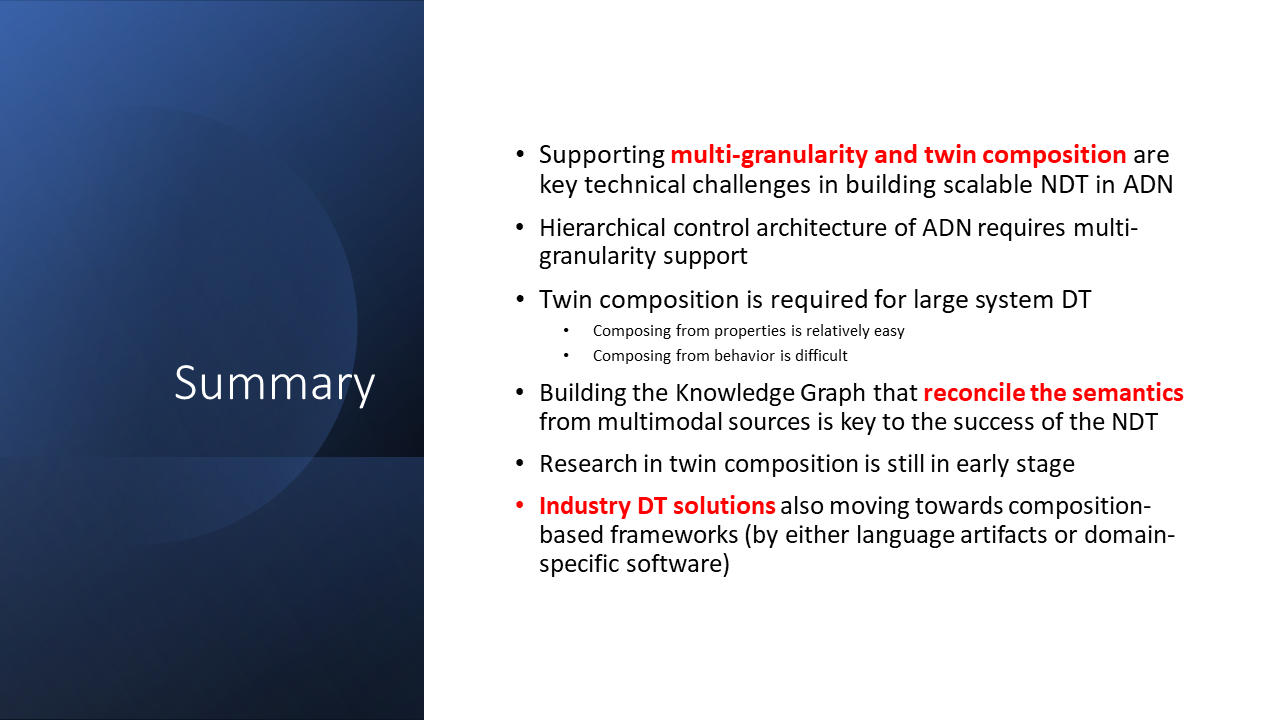 Summary
• Supporting multi-granularity and twin composition are
key technical challenges in building scalable NDT in ADN
• Hierarchical control architecture of ADN requires multi-
granularity support
• Twin composition is required for large system DT
• Composing from properties is relatively easy
• Composing from behavior is difficult
• Building the Knowledge Graph that reconcile the semantics
from multimodal sources is key to the success of the NDT
• Research in twin composition is still in early stage
• Industry DT solutions also moving towards composition-
based frameworks (by either language artifacts or domain-
specific software)